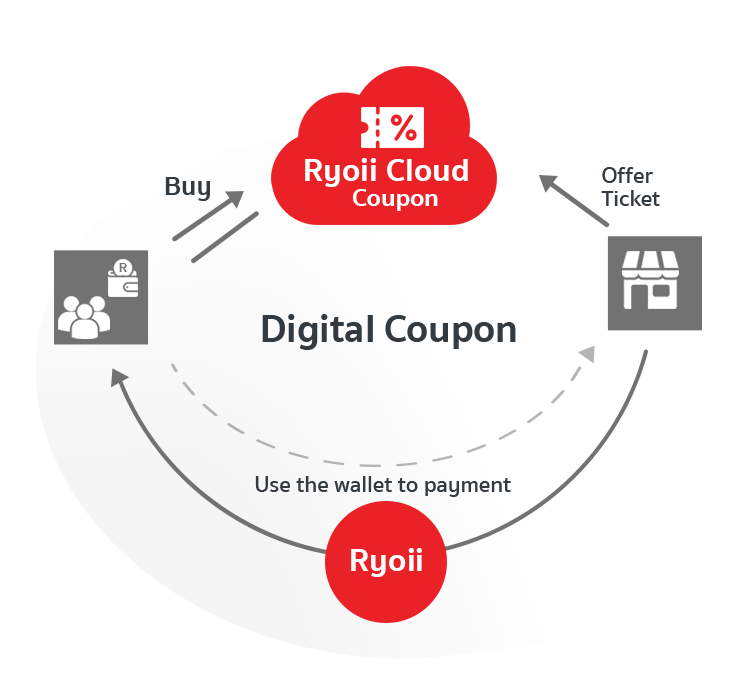 Ryoii Cloud
Coupon
Buy
Offer
Ticket
R
Digital Coupon
Use the wallet to payment
Ryoii